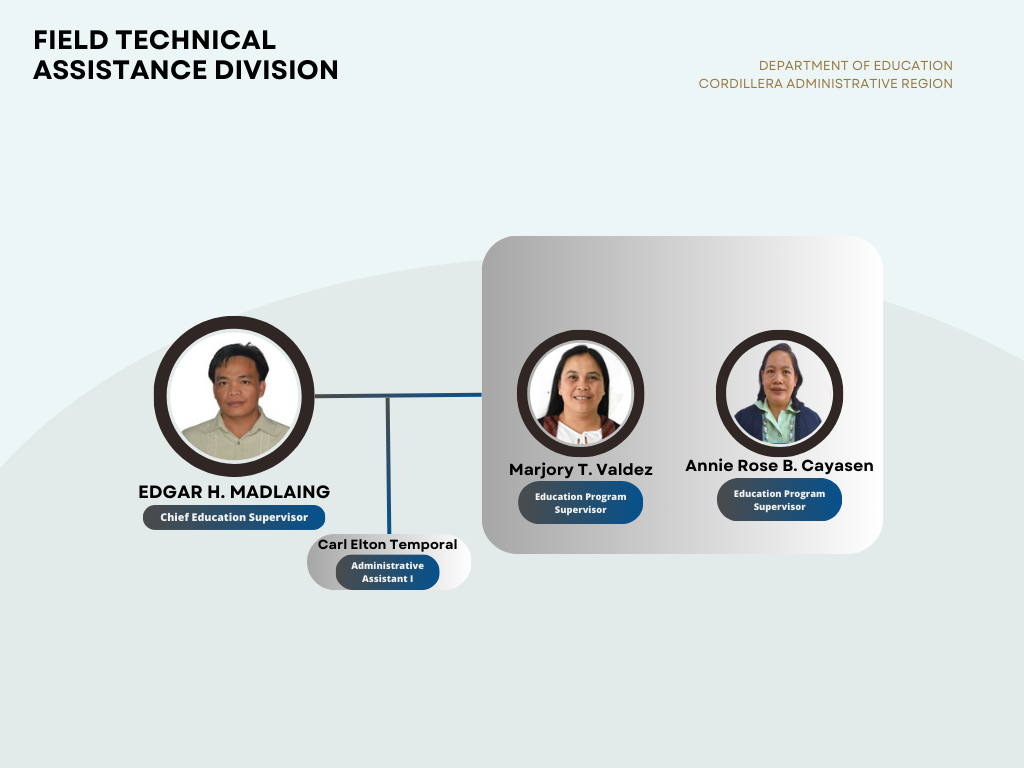 FIELD TECHNICAL
ASSISTANCE DIVISION
DEPARTMENT OF EDUCATION
CORDILLERA ADMINISTRATIVE REGION
EDGAR H. MADLAING
Chief Education Supervisor
Marjory T. Valdez
Education Program
Supervisor
Annie Rose B. Cayasen
Education Program
Supervisor
Carl Elton Temporal
Administrative
Assistant I